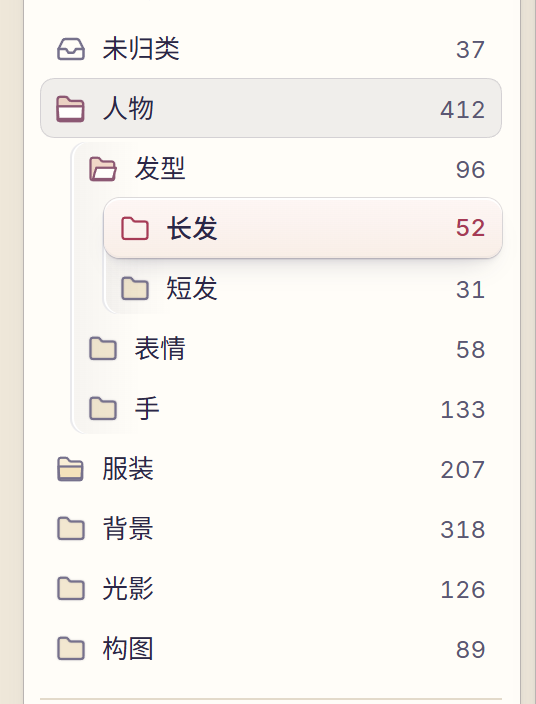 未归类 37
人物 412
发型 96
长发 52
短发 31
表情 58
手 133
服装 207
背景 318
光影 126
构图 89